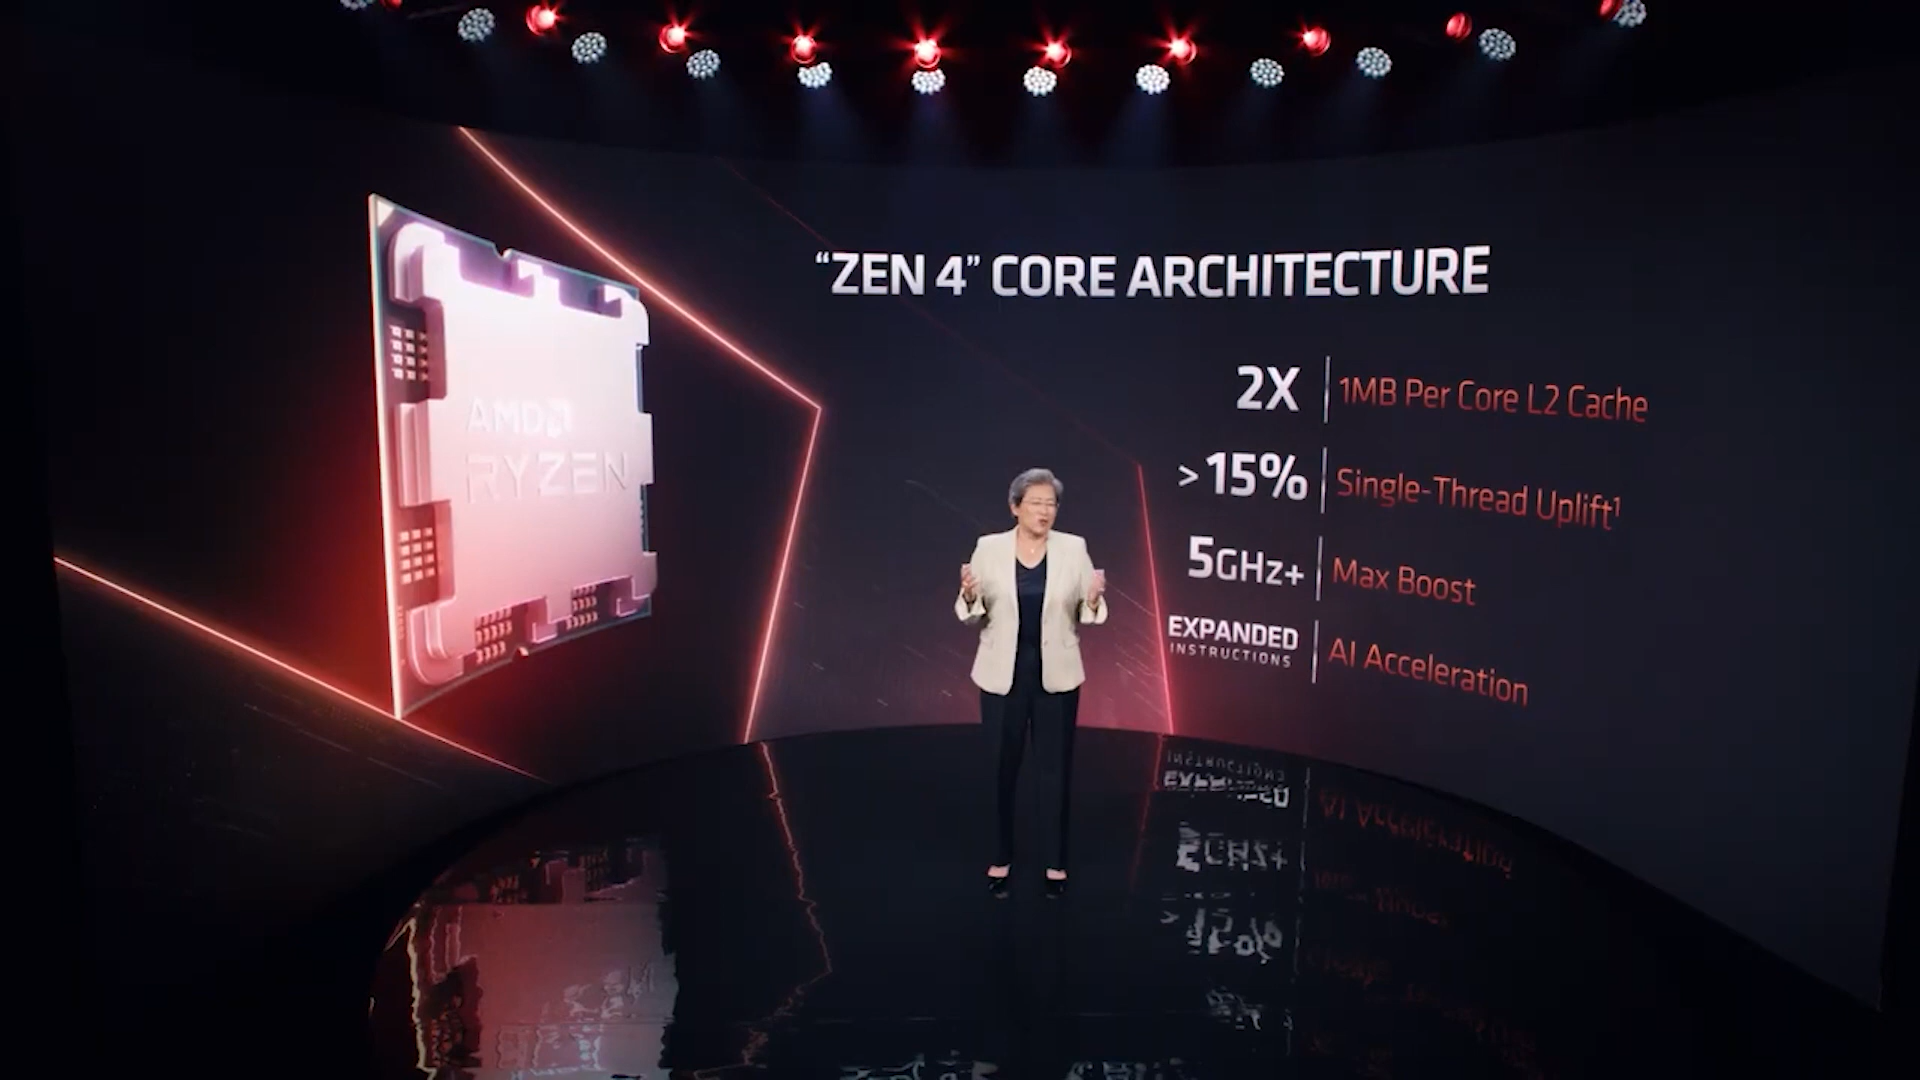 AMD
RYZEN
“ZEN 4” CORE ARCHITECTURE
2X 1MB Per Core L2 Cache
>15% Single-Thread Uplift¹
5GHz+ Max Boost
EXPANDED
INSTRUCTIONS
AI Acceleration